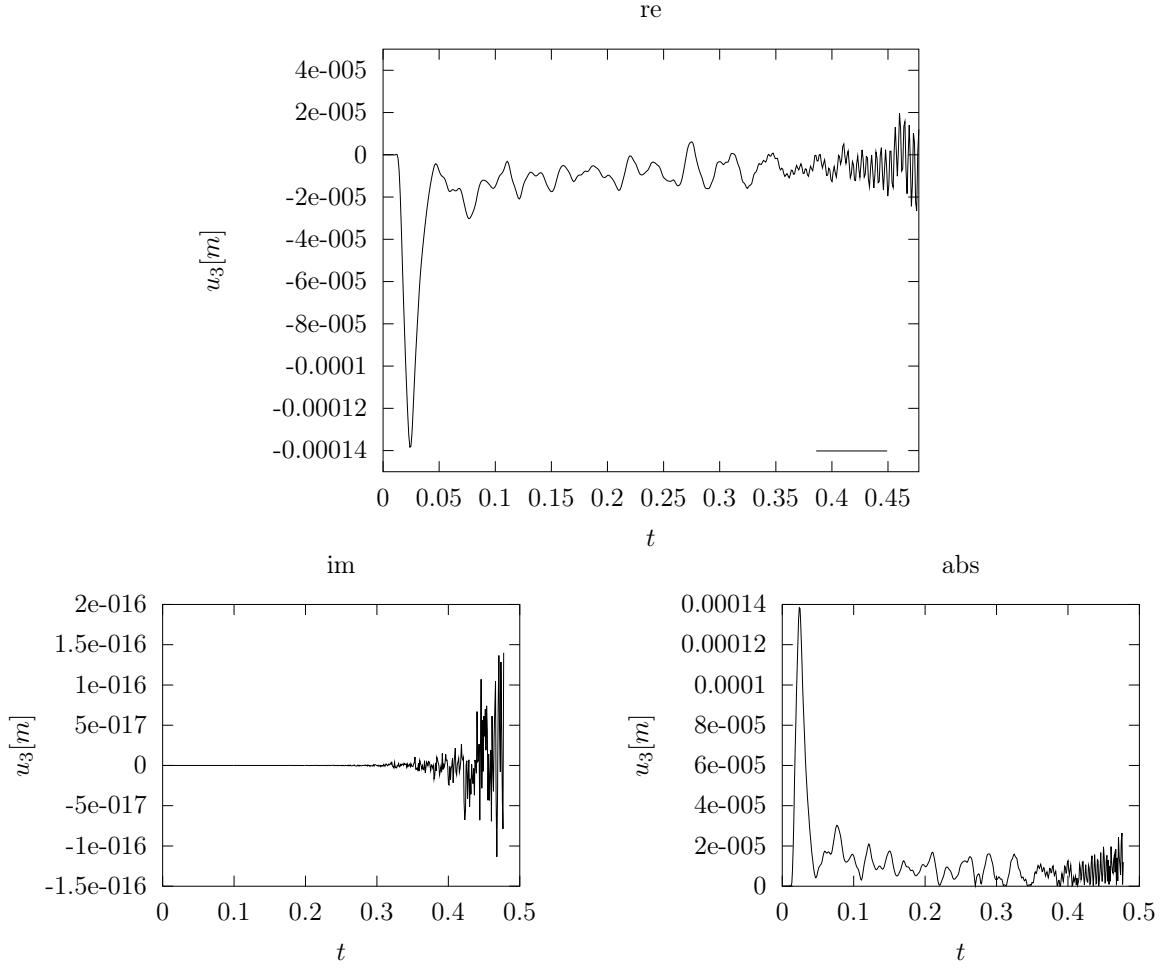 re
4e-005
2e-005
0
-2e-005
-4e-005
-6e-005
-8e-005
-0.0001
-0.00012
-0.00014
u3[m]
0 0.05 0.1 0.15 0.2 0.25 0.3 0.35 0.4 0.45
t
im
2e-016
1.5e-016
1e-016
5e-017
0
-5e-017
-1e-016
-1.5e-016
u3[m]
0 0.1 0.2 0.3 0.4 0.5
t
abs
0.00014
0.00012
0.0001
8e-005
6e-005
4e-005
2e-005
0
u3[m]
0 0.1 0.2 0.3 0.4 0.5
t